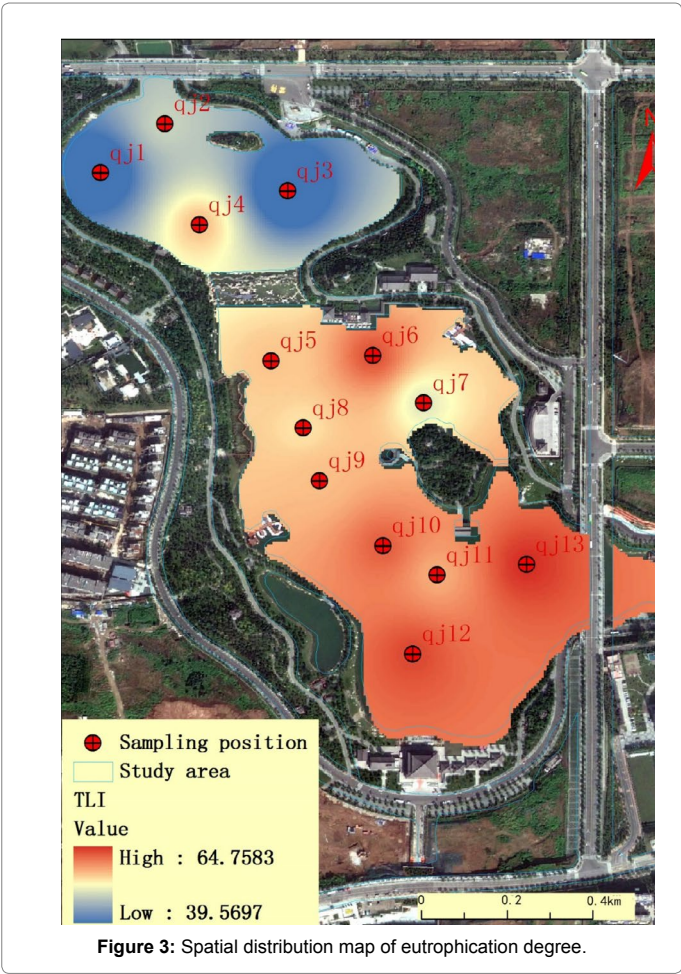 N
qj2
qj1
qj3
qj4
qj5
qj6
qj7
qj8
qj9
qj10
qj11
qj13
qj12
Sampling position
Study area
TLI
Value
High : 64.7583
Low : 39.5697
0 0.2 0.4km
Figure 3: Spatial distribution map of eutrophication degree.